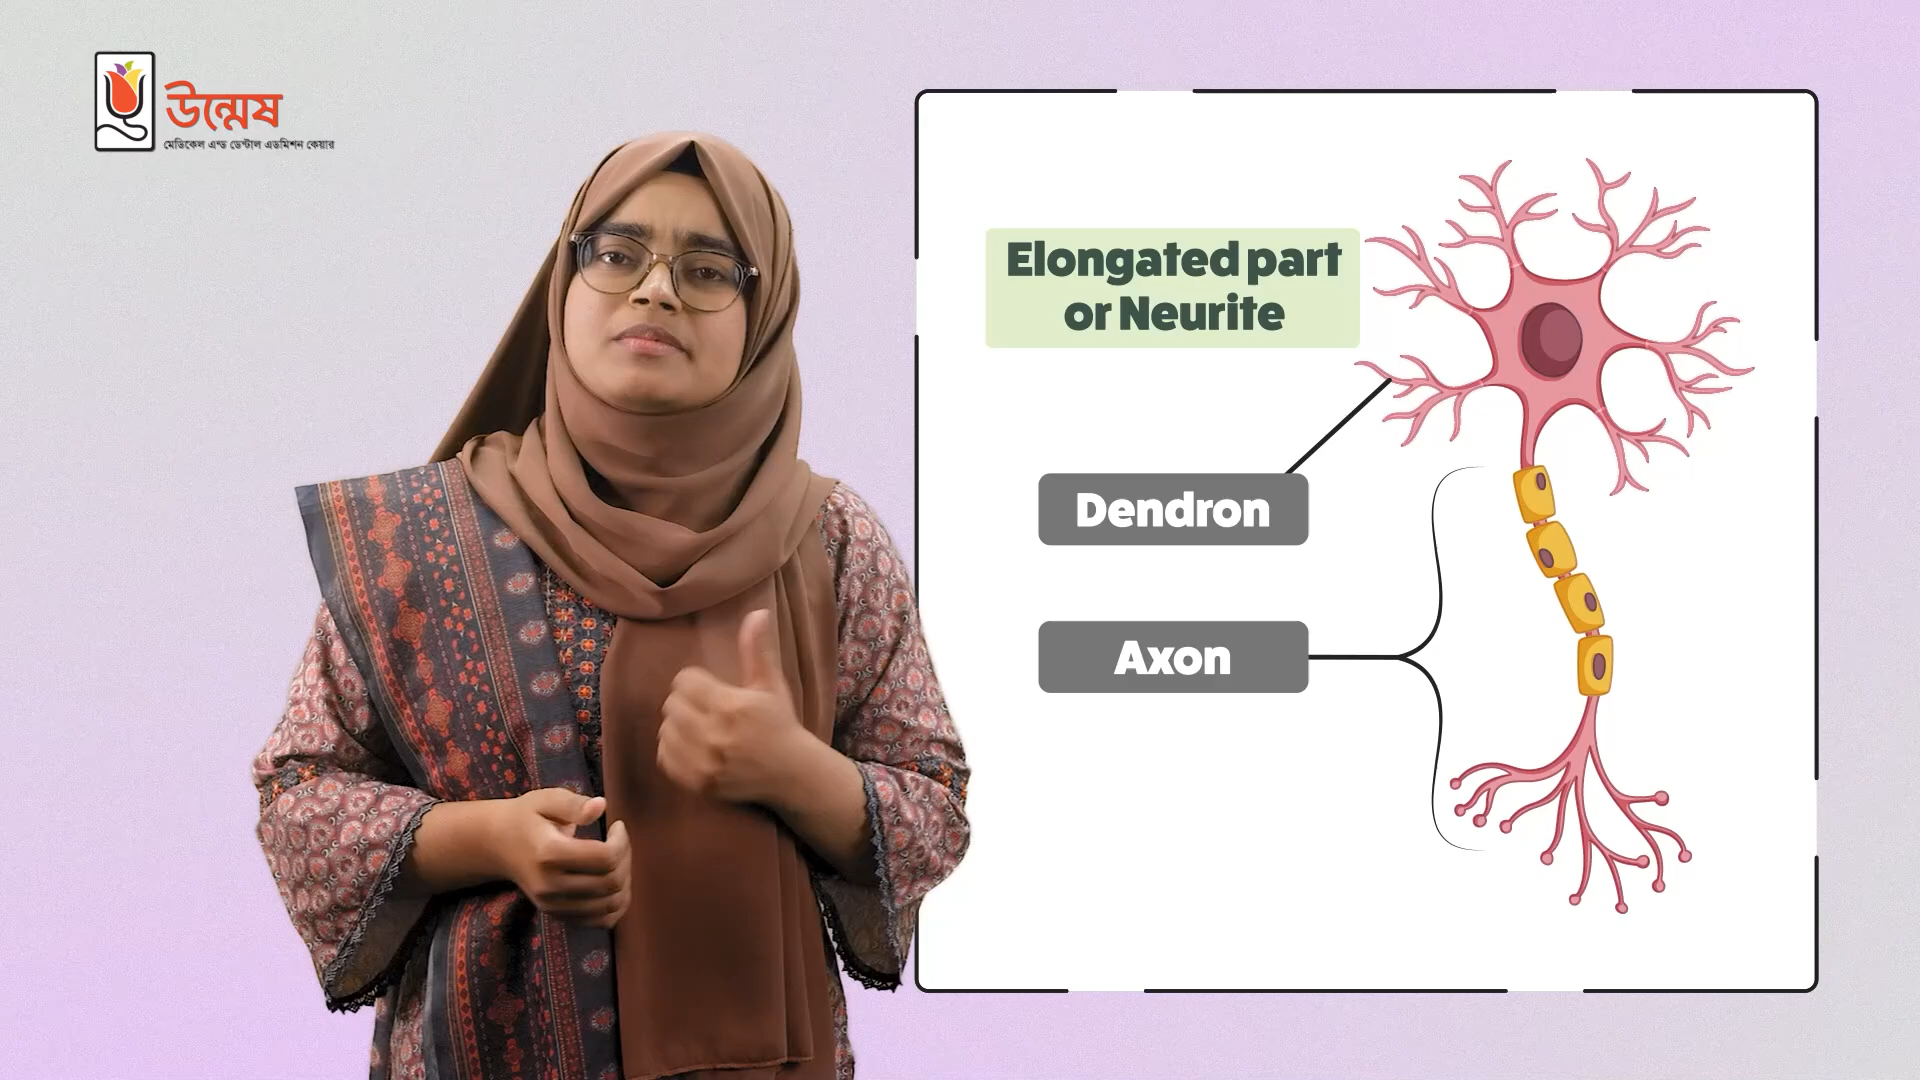 উন্মেষ
মেডিকেল এন্ড ডেন্টাল এডমিশন কেয়ার
Elongated part
or Neurite
Dendron
Axon